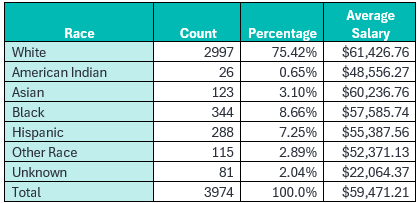 Race Count Percentage Average Salary
White 2997 75.42% $61,426.76
American Indian 26 0.65% $48,556.27
Asian 123 3.10% $60,236.76
Black 344 8.66% $57,585.74
Hispanic 288 7.25% $55,387.56
Other Race 115 2.89% $52,371.13
Unknown 81 2.04% $22,064.37
Total 3974 100.0% $59,471.21